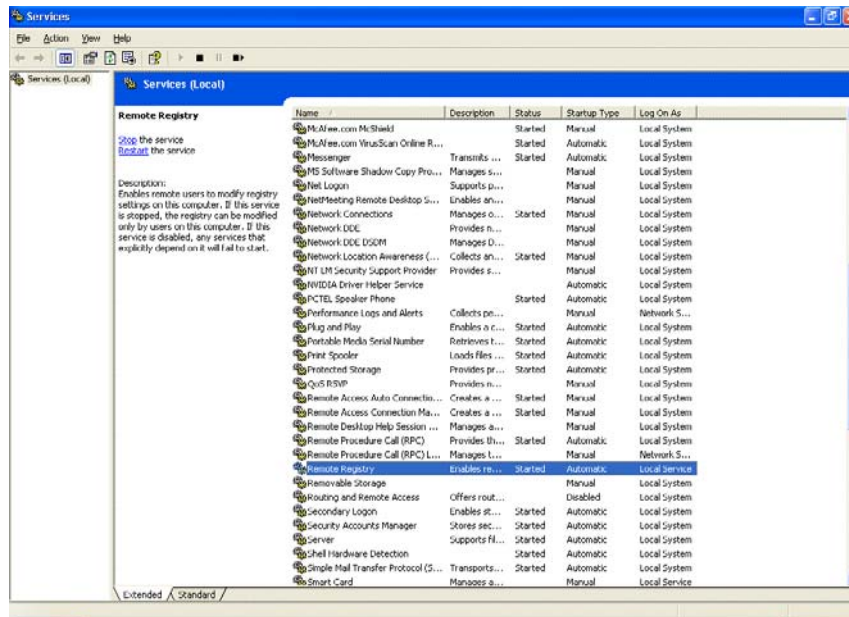 Services
File Action View Help
Services (Local)
Services (Local)
Remote Registry
Stop the service
Restart the service
Description:
Enables remote users to modify registry
settings on this computer. If this service
is stopped, the registry can be modified
only by users on this computer. If this
service is disabled, any services that
explicitly depend on it will fail to start.
Name Description Status Startup Type Log On As
McAfee.com McShield Started Manual Local System
McAfee.com VirusScan Online R... Started Automatic Local System
Messenger Transmits ... Started Automatic Local System
MS Software Shadow Copy Pro... Manages s... Manual Local System
Net Logon Supports p... Manual Local System
NetMeeting Remote Desktop S... Enables an... Manual Local System
Network Connections Manages o... Started Manual Local System
Network DDE Provides n... Manual Local System
Network DDE DSDM Manages D... Manual Local System
Network Location Awareness (... Collects an... Started Manual Local System
NT LM Security Support Provider Provides s... Manual Local System
NVIDIA Driver Helper Service Automatic Local System
PCTEL Speaker Phone Started Automatic Local System
Performance Logs and Alerts Collects pe... Manual Network S...
Plug and Play Enables a c... Started Automatic Local System
Portable Media Serial Number Retrieves t... Started Automatic Local System
Print Spooler Loads files ... Started Automatic Local System
Protected Storage Provides pr... Started Automatic Local System
QoS RSVP Provides n... Manual Local System
Remote Access Auto Connectio... Creates a ... Started Manual Local System
Remote Access Connection Ma... Creates a ... Started Manual Local System
Remote Desktop Help Session ... Manages a... Manual Local System
Remote Procedure Call (RPC) Provides th... Started Automatic Local System
Remote Procedure Call (RPC) L... Manages t... Manual Network S...
Remote Registry Enables re... Started Automatic Local Service
Removable Storage Manual Local System
Routing and Remote Access Offers rout... Disabled Local System
Secondary Logon Enables st... Started Automatic Local System
Security Accounts Manager Stores sec... Started Automatic Local System
Server Supports fil... Started Automatic Local System
Shell Hardware Detection Started Automatic Local System
Simple Mail Transfer Protocol (S... Transports... Started Automatic Local System
Smart Card Manages a... Manual Local Service
Extended Standard